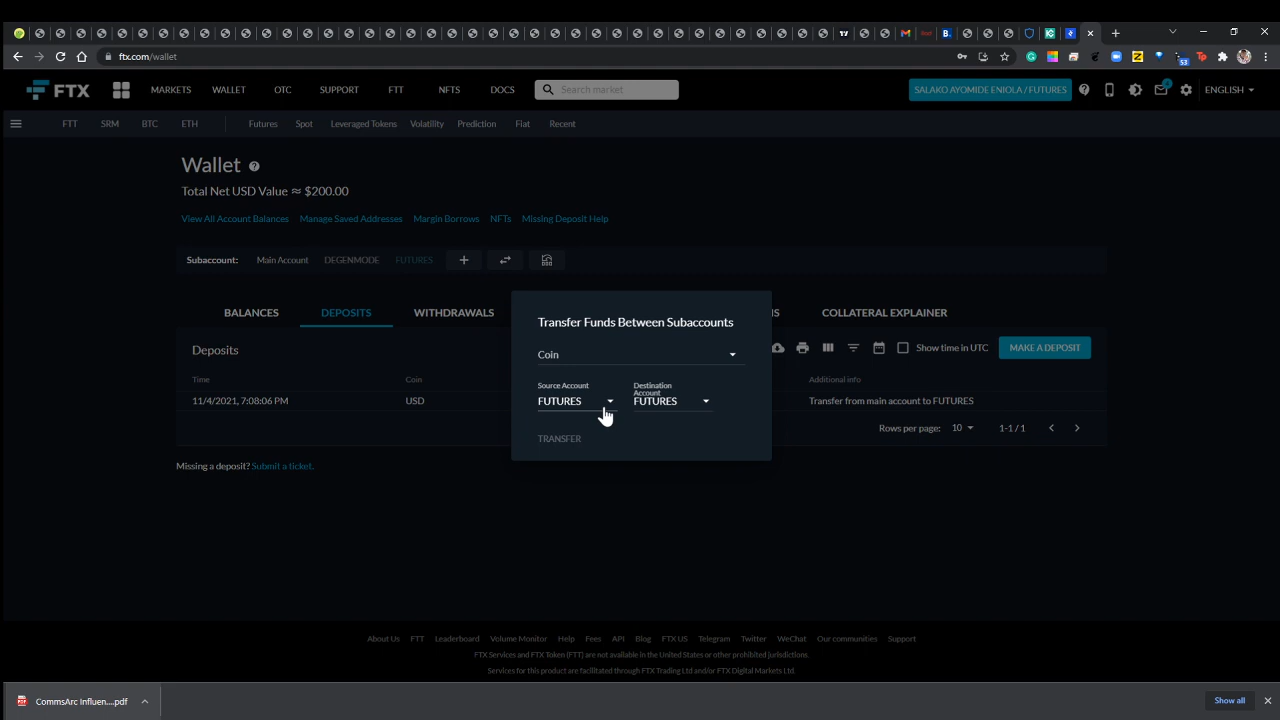 ftx.com/wallet
FTX MARKETS WALLET OTC SUPPORT FTT NFTS DOCS Search market SALAKO AYOMIDE ENIOLA / FUTURES ENGLISH
FTT SRM BTC ETH Futures Spot Leveraged Tokens Volatility Prediction Fiat Recent
Wallet
Total Net USD Value ≈ $200.00
View All Account Balances Manage Saved Addresses Margin Borrows NFTs Missing Deposit Help
Subaccount: Main Account DEGENMODE FUTURES
BALANCES DEPOSITS WITHDRAWALS COLLATERAL EXPLAINER
Transfer Funds Between Subaccounts
Coin
Source Account Destination Account
FUTURES FUTURES
TRANSFER
Deposits Show time in UTC MAKE A DEPOSIT
Time Coin Additional info
11/4/2021, 7:08:06 PM USD Transfer from main account to FUTURES
Rows per page: 10 1-1 / 1
Missing a deposit? Submit a ticket.
About Us FTT Leaderboard Volume Monitor Help Fees API Blog FTX US Telegram Twitter WeChat Our communities Support
FTX Services and FTX Token (FTT) are not available in the United States or other prohibited jurisdictions.
Services for this product are facilitated through FTX Trading Ltd and/or FTX Digital Markets Ltd.
CommsArc Influen....pdf Show all